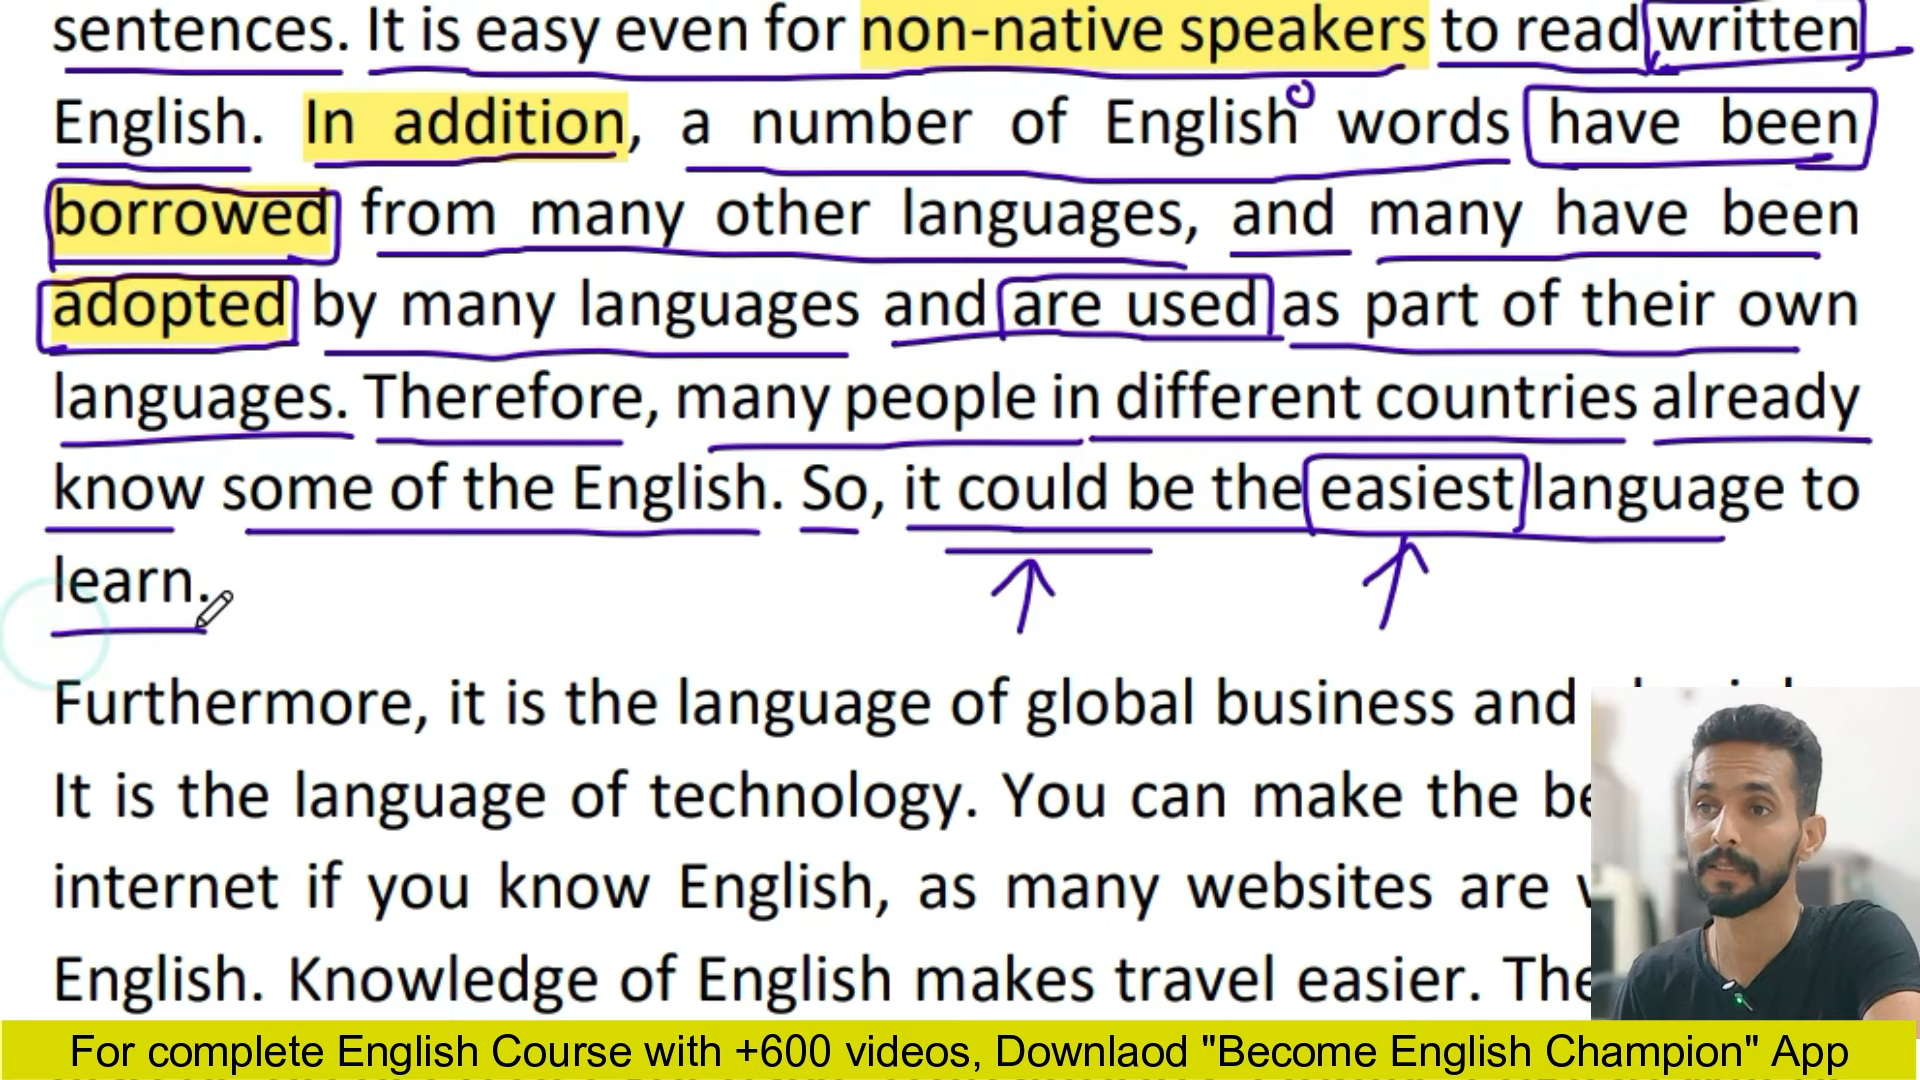 sentences. It is easy even for non-native speakers to read written
English. In addition, a number of English words have been
borrowed from many other languages, and many have been
adopted by many languages and are used as part of their own
languages. Therefore, many people in different countries already
know some of the English. So, it could be the easiest language to
learn.
Furthermore, it is the language of global business and
It is the language of technology. You can make the
internet if you know English, as many websites are
English. Knowledge of English makes travel easier.
For complete English Course with +600 videos, Downlaod "Become English Champion" App